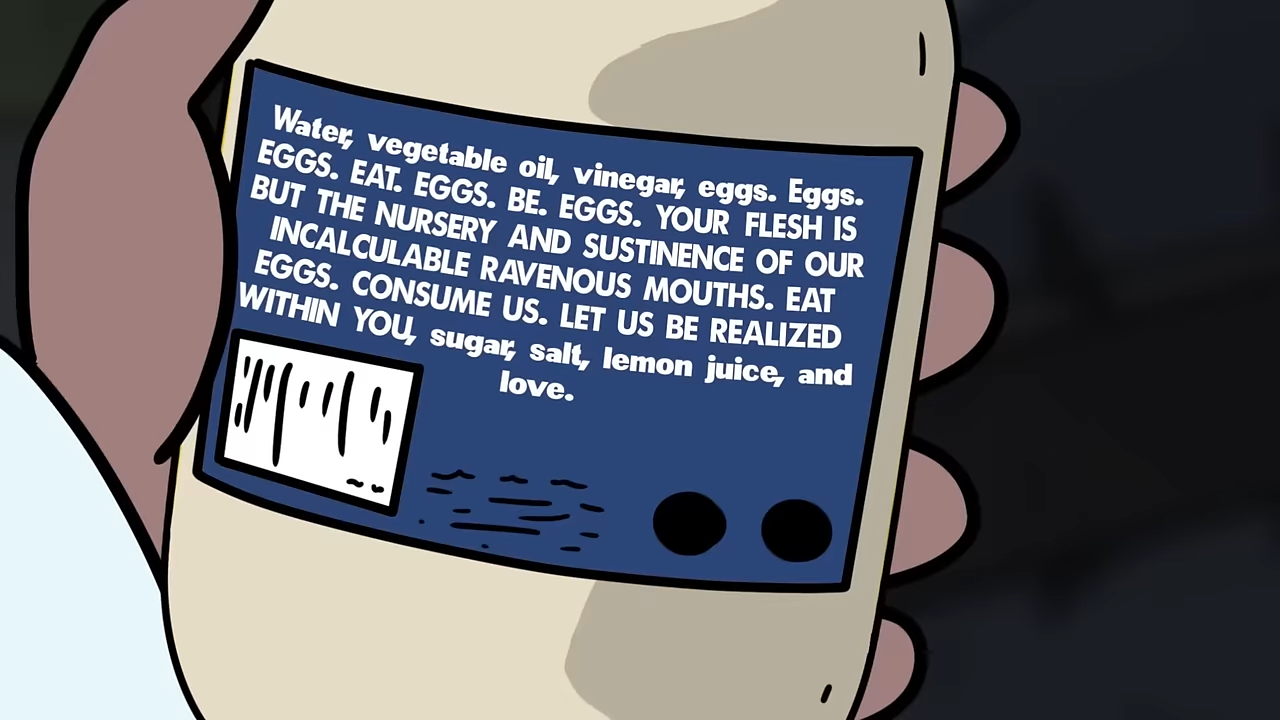 Water, vegetable oil, vinegar, eggs. Eggs.
EGGS. EAT. EGGS. BE. EGGS. YOUR FLESH IS
BUT THE NURSERY AND SUSTINENCE OF OUR
INCALCULABLE RAVENOUS MOUTHS. EAT
EGGS. CONSUME US. LET US BE REALIZED
WITHIN YOU, sugar, salt, lemon juice, and
love.